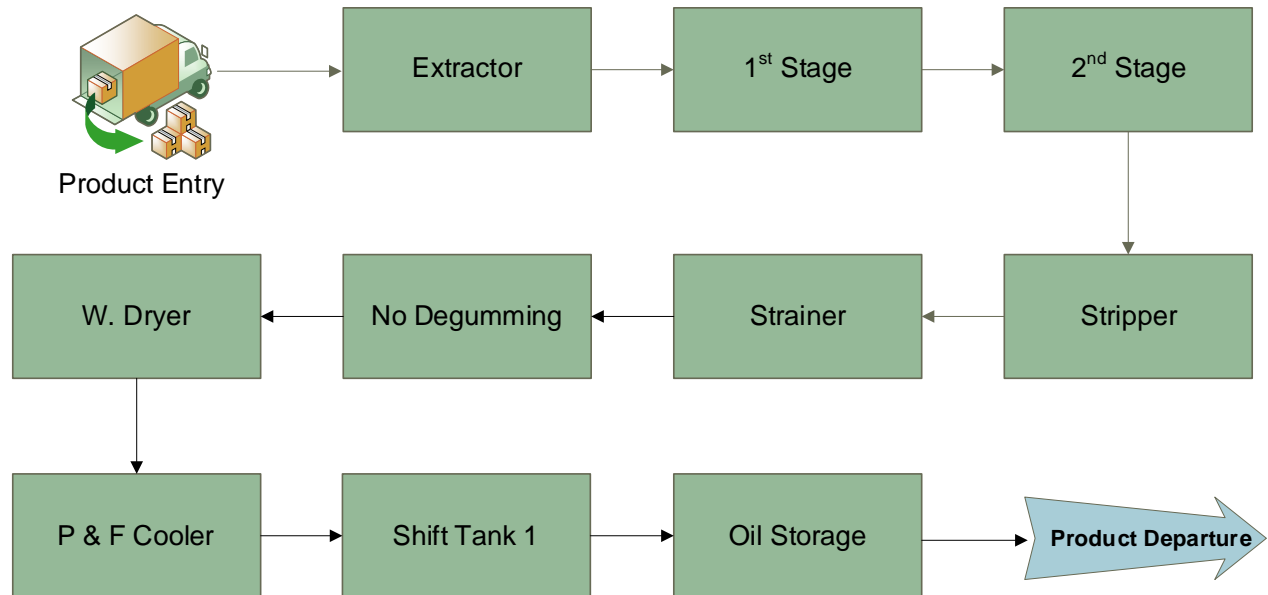 Extractor
1st Stage
2nd Stage
Product Entry
W. Dryer
No Degumming
Strainer
Stripper
P & F Cooler
Shift Tank 1
Oil Storage
Product Departure